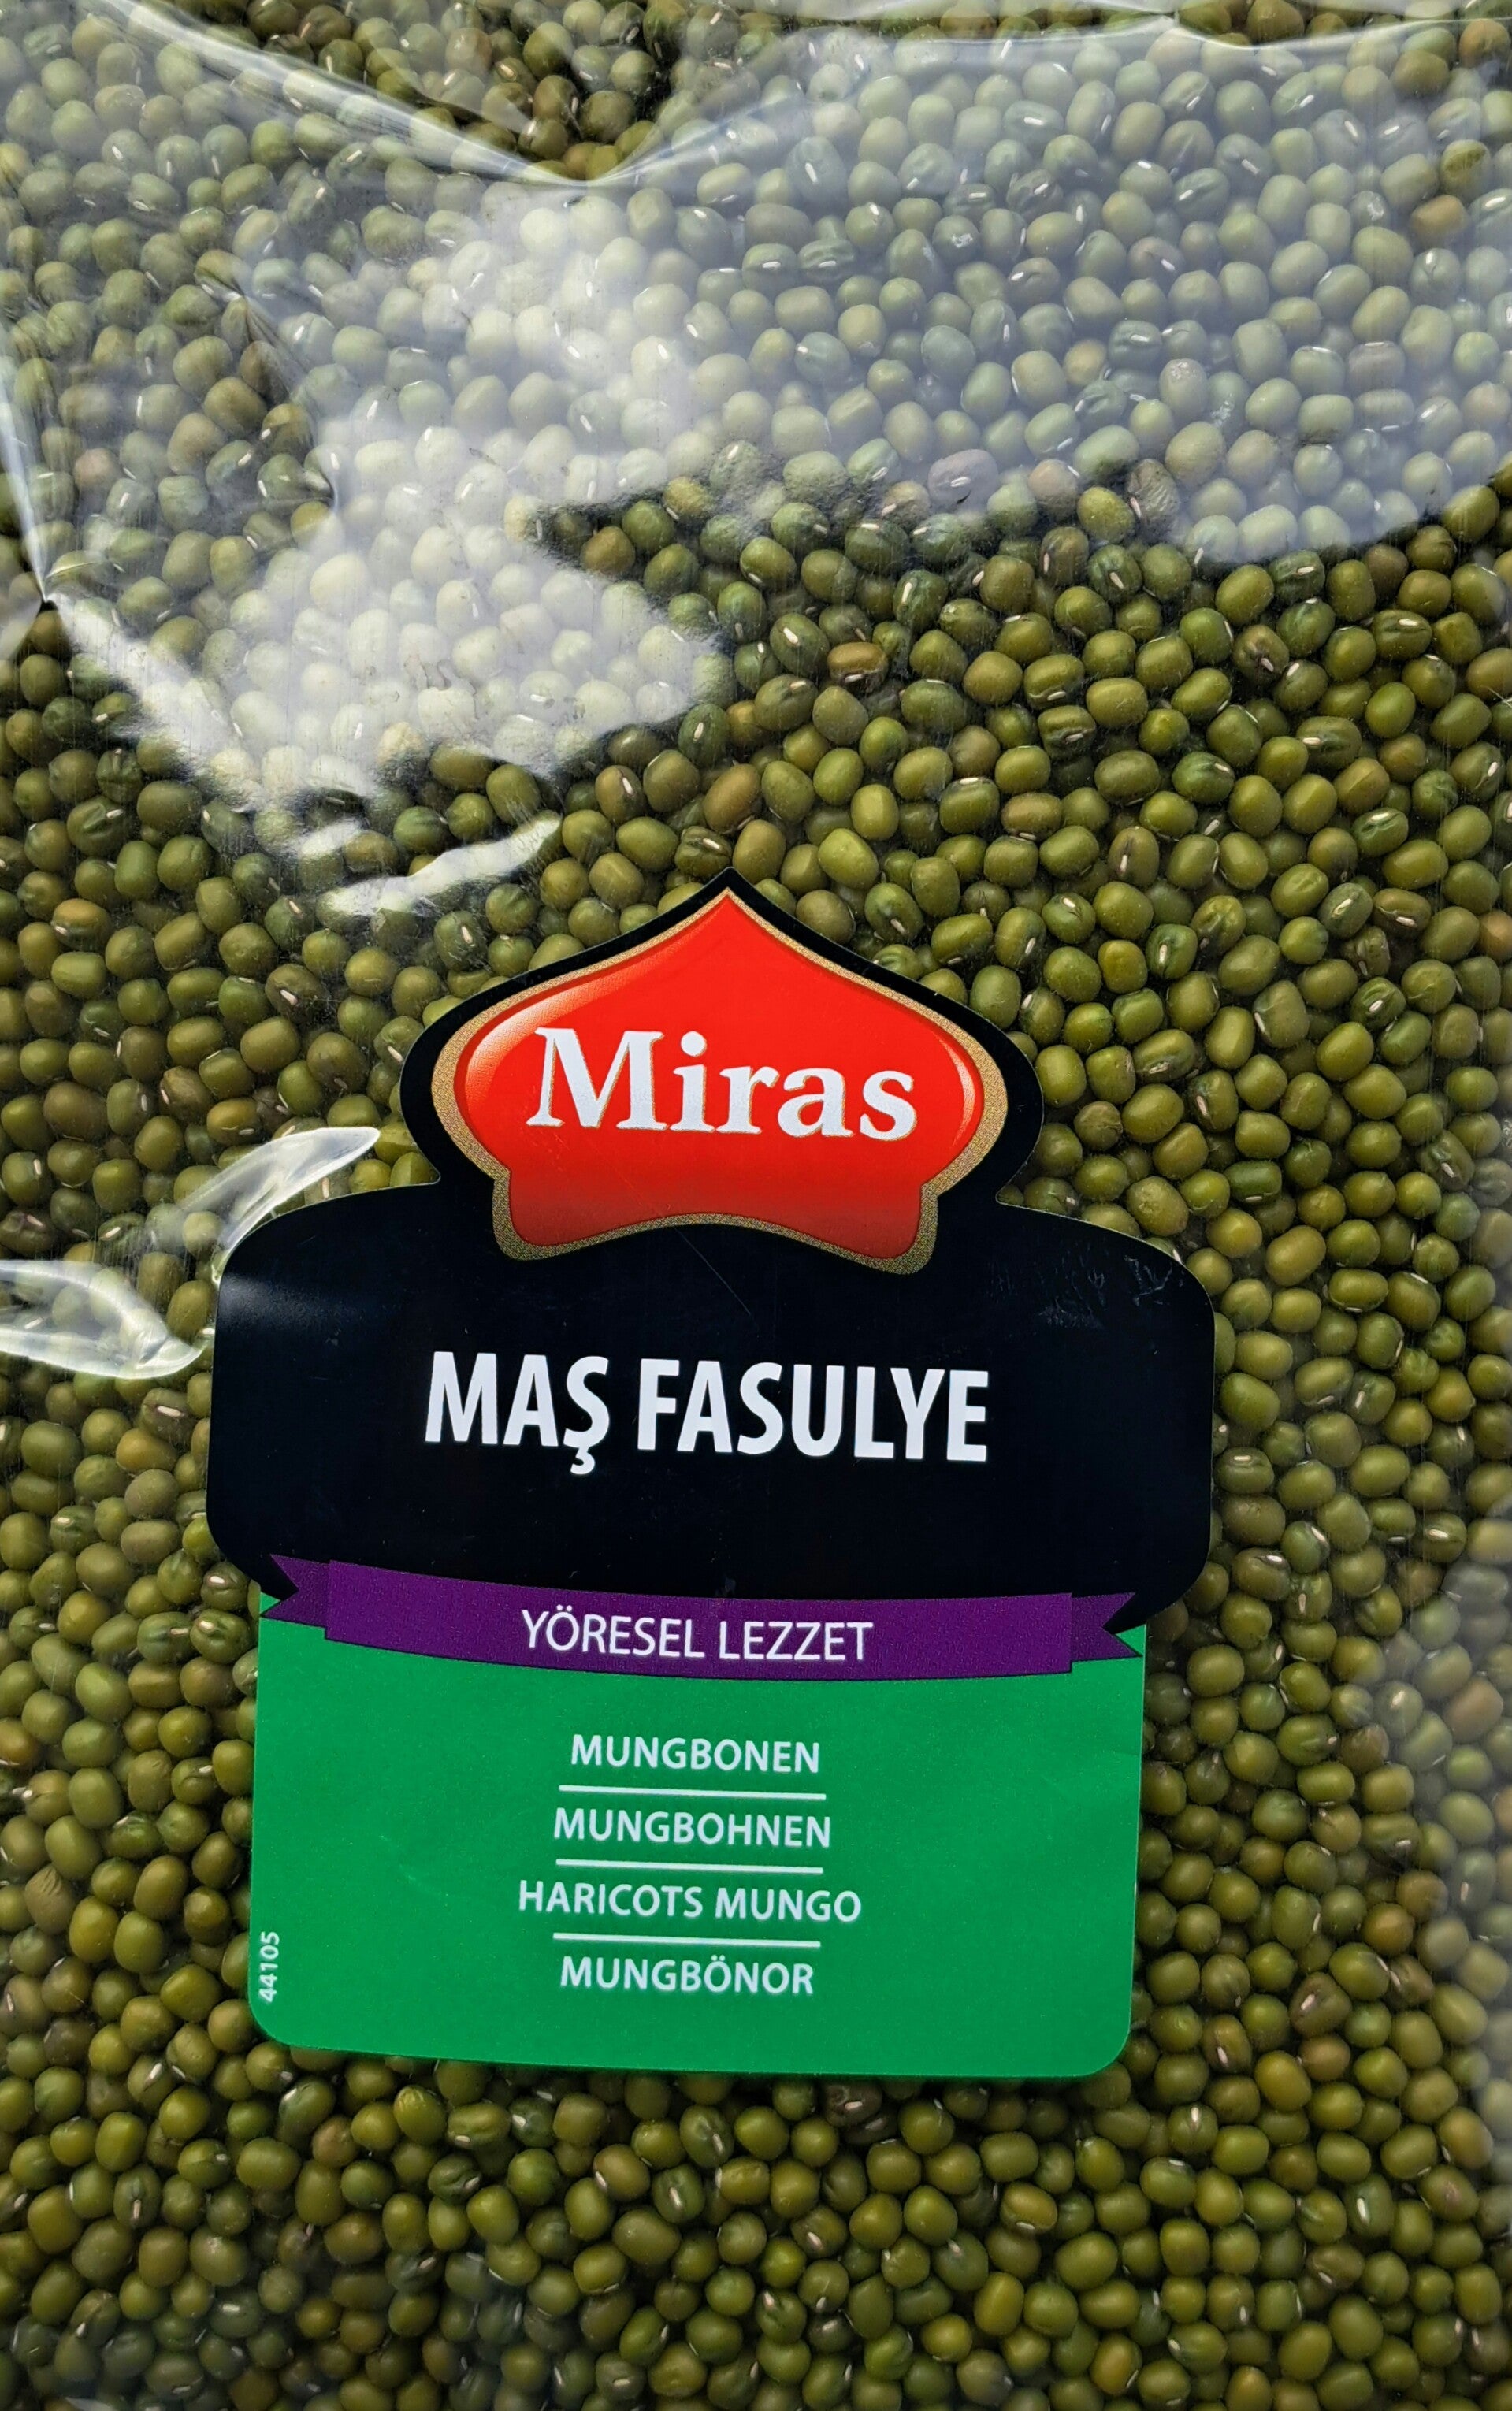 Miras
MAŞ FASULYE
YÖRESEL LEZZET
MUNGBONEN
MUNGBOHNEN
HARICOTS MUNGO
MUNGBÖNOR
44105